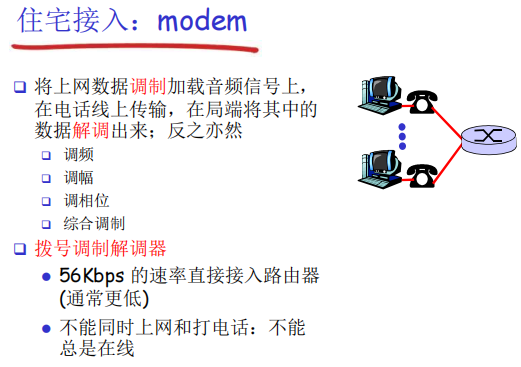 住宅接入：modem
将上网数据调制加载音频信号上，
在电话线上传输，在局端将其中的
数据解调出来；反之亦然
调频
调幅
调相位
综合调制
拨号调制解调器
56Kbps 的速率直接接入路由器
(通常更低)
不能同时上网和打电话：不能
总是在线